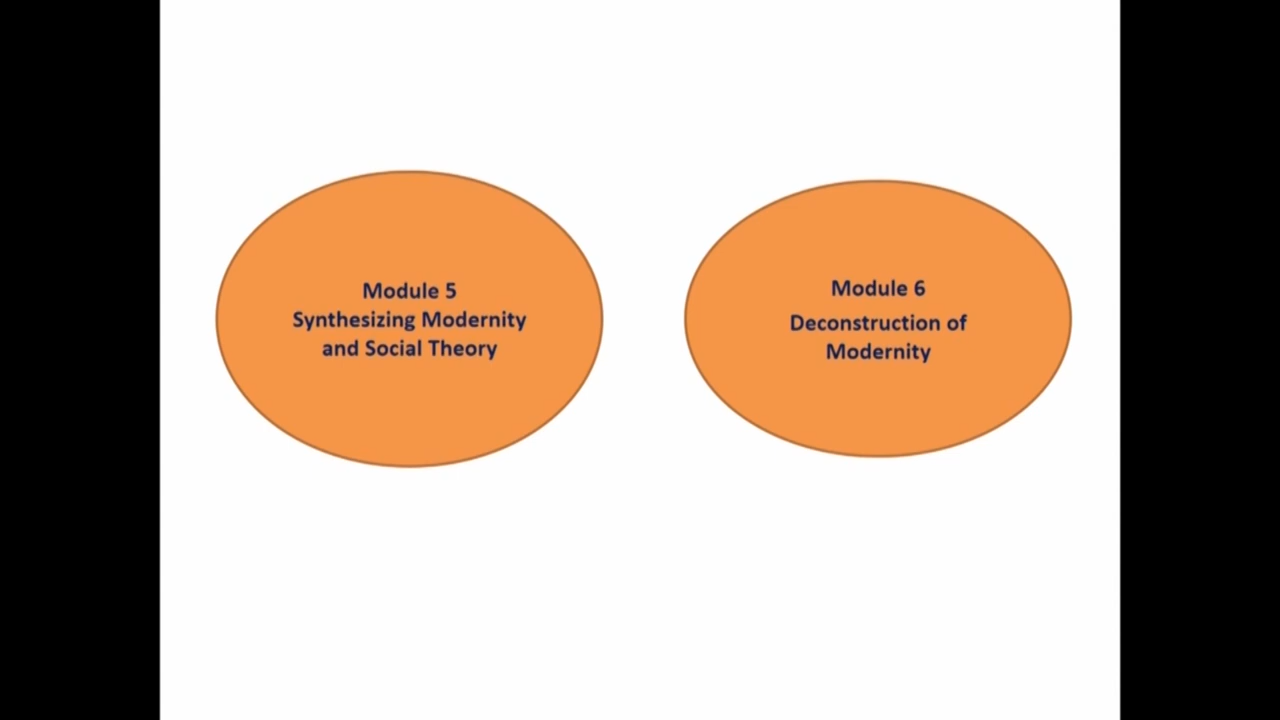 Module 5
Synthesizing Modernity
and Social Theory
Module 6
Deconstruction of
Modernity